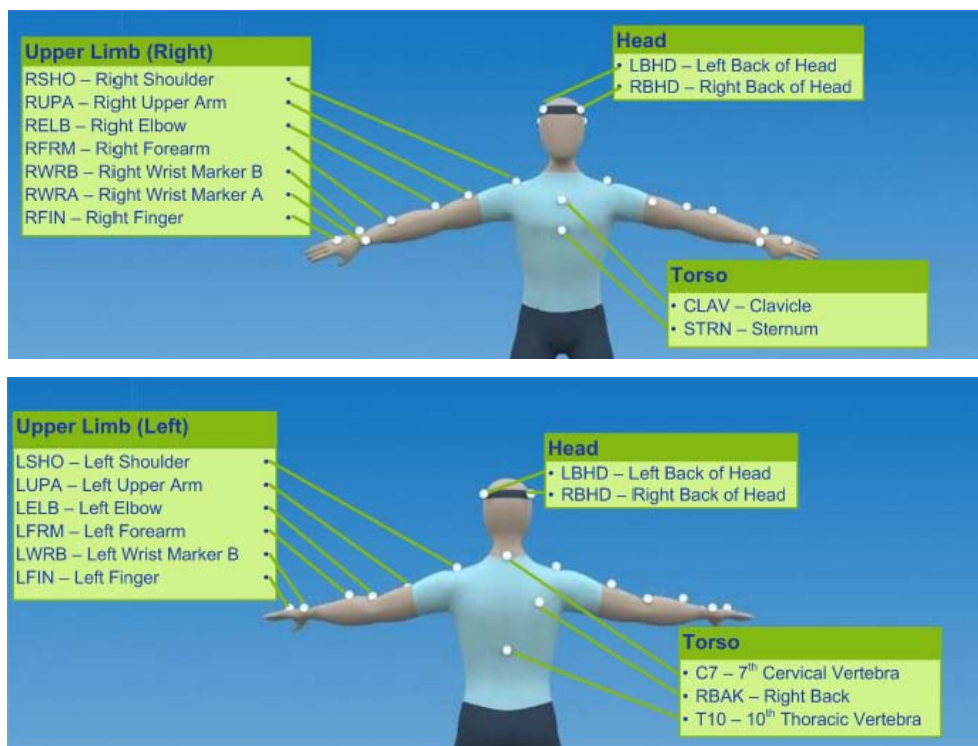 Upper Limb (Right)
RSHO – Right Shoulder
RUPA – Right Upper Arm
RELB – Right Elbow
RFRM – Right Forearm
RWRB – Right Wrist Marker B
RWRA – Right Wrist Marker A
RFIN – Right Finger
Head
• LBHD – Left Back of Head
• RBHD – Right Back of Head
Torso
• CLAV – Clavicle
• STRN – Sternum
Upper Limb (Left)
LSHO – Left Shoulder
LUPA – Left Upper Arm
LELB – Left Elbow
LFRM – Left Forearm
LWRB – Left Wrist Marker B
LFIN – Left Finger
Head
• LBHD – Left Back of Head
• RBHD – Right Back of Head
Torso
• C7 – 7th Cervical Vertebra
• RBAK – Right Back
• T10 – 10th Thoracic Vertebra